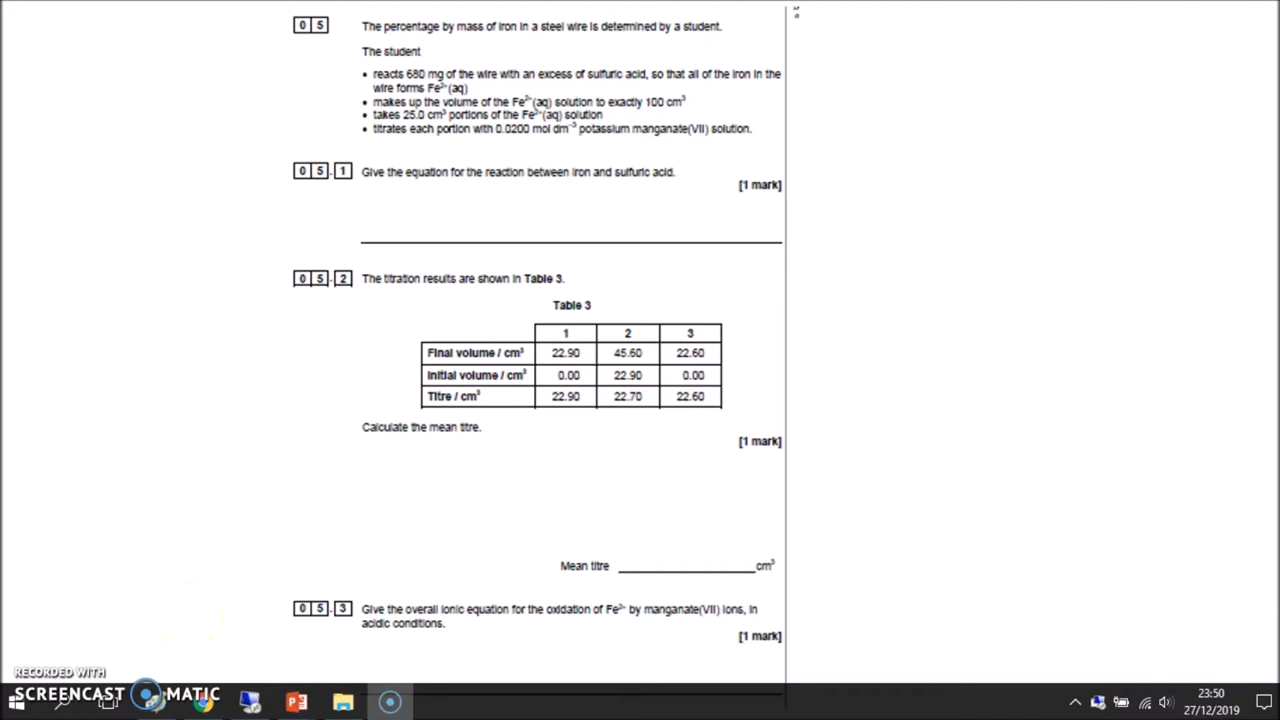 0 5 The percentage by mass of iron in a steel wire is determined by a student.
The student
• reacts 680 mg of the wire with an excess of sulfuric acid, so that all of the iron in the
wire forms Fe²⁺(aq)
• makes up the volume of the Fe²⁺(aq) solution to exactly 100 cm³
• takes 25.0 cm³ portions of the Fe²⁺(aq) solution
• titrates each portion with 0.0200 mol dm⁻³ potassium manganate(VII) solution.
0 5 . 1 Give the equation for the reaction between iron and sulfuric acid.
[1 mark]
0 5 . 2 The titration results are shown in Table 3.
Table 3
1 2 3
Final volume / cm³ 22.90 45.60 22.60
Initial volume / cm³ 0.00 22.90 0.00
Titre / cm³ 22.90 22.70 22.60
Calculate the mean titre.
[1 mark]
Mean titre cm³
0 5 . 3 Give the overall ionic equation for the oxidation of Fe²⁺ by manganate(VII) ions, in
acidic conditions.
[1 mark]
RECORDED WITH
SCREENCAST MATIC
23:50
27/12/2019